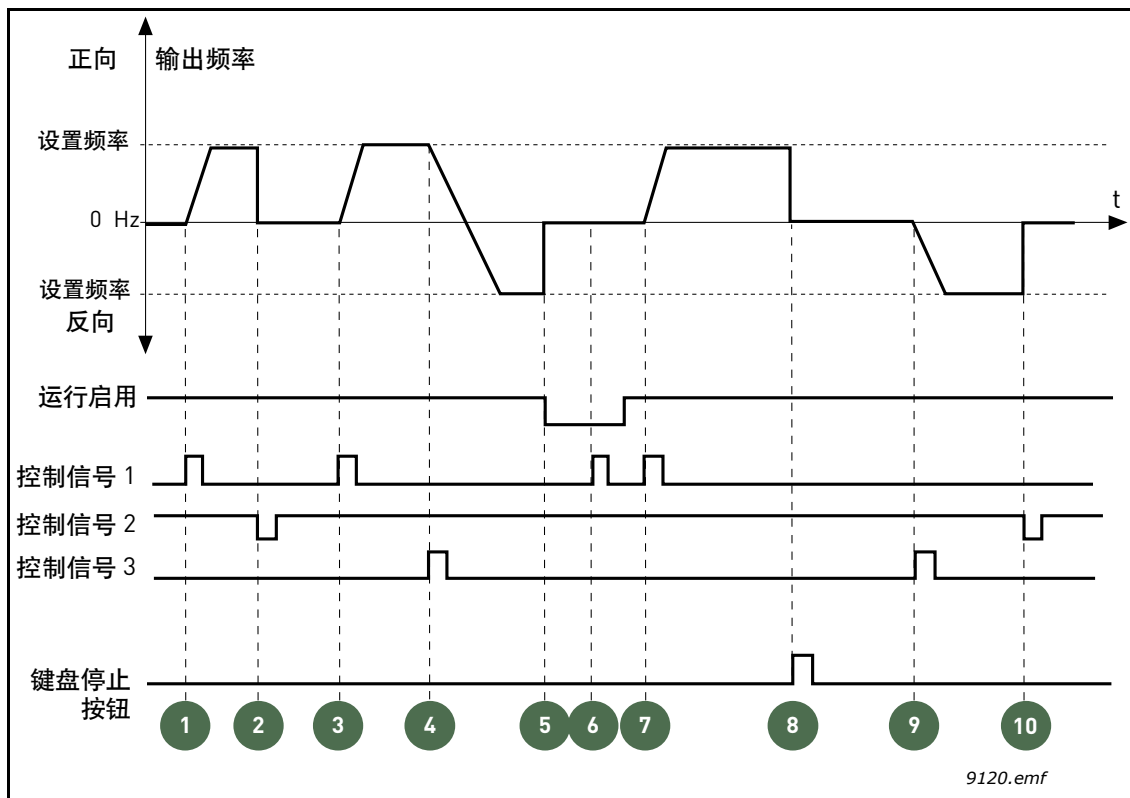 正向 输出频率
设置频率
0 Hz
t
设置频率
反向
运行启用
控制信号 1
控制信号 2
控制信号 3
键盘停止
按钮
1 2 3 4 5 6 7 8 9 10
9120.emf